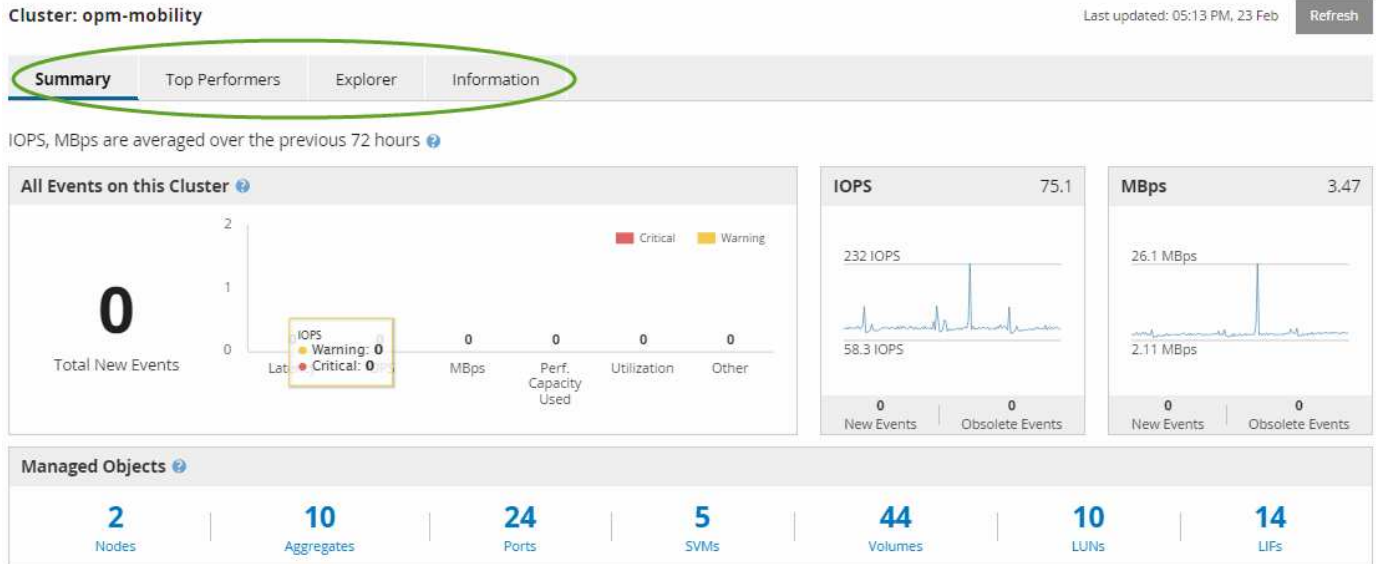 Cluster: opm-mobility
Last updated: 05:13 PM, 23 Feb Refresh
Summary Top Performers Explorer Information
IOPS, MBps are averaged over the previous 72 hours
All Events on this Cluster
2
1
0
Critical Warning
0
Total New Events
IOPS
Warning: 0
Critical: 0
0 0 0 0
MBps Perf. Capacity Used Utilization Other
IOPS 75.1
232 IOPS
58.3 IOPS
0 0
New Events Obsolete Events
MBps 3.47
26.1 MBps
2.11 MBps
0 0
New Events Obsolete Events
Managed Objects
2 10 24 5 44 10 14
Nodes Aggregates Ports SVMs Volumes LUNs LIFs